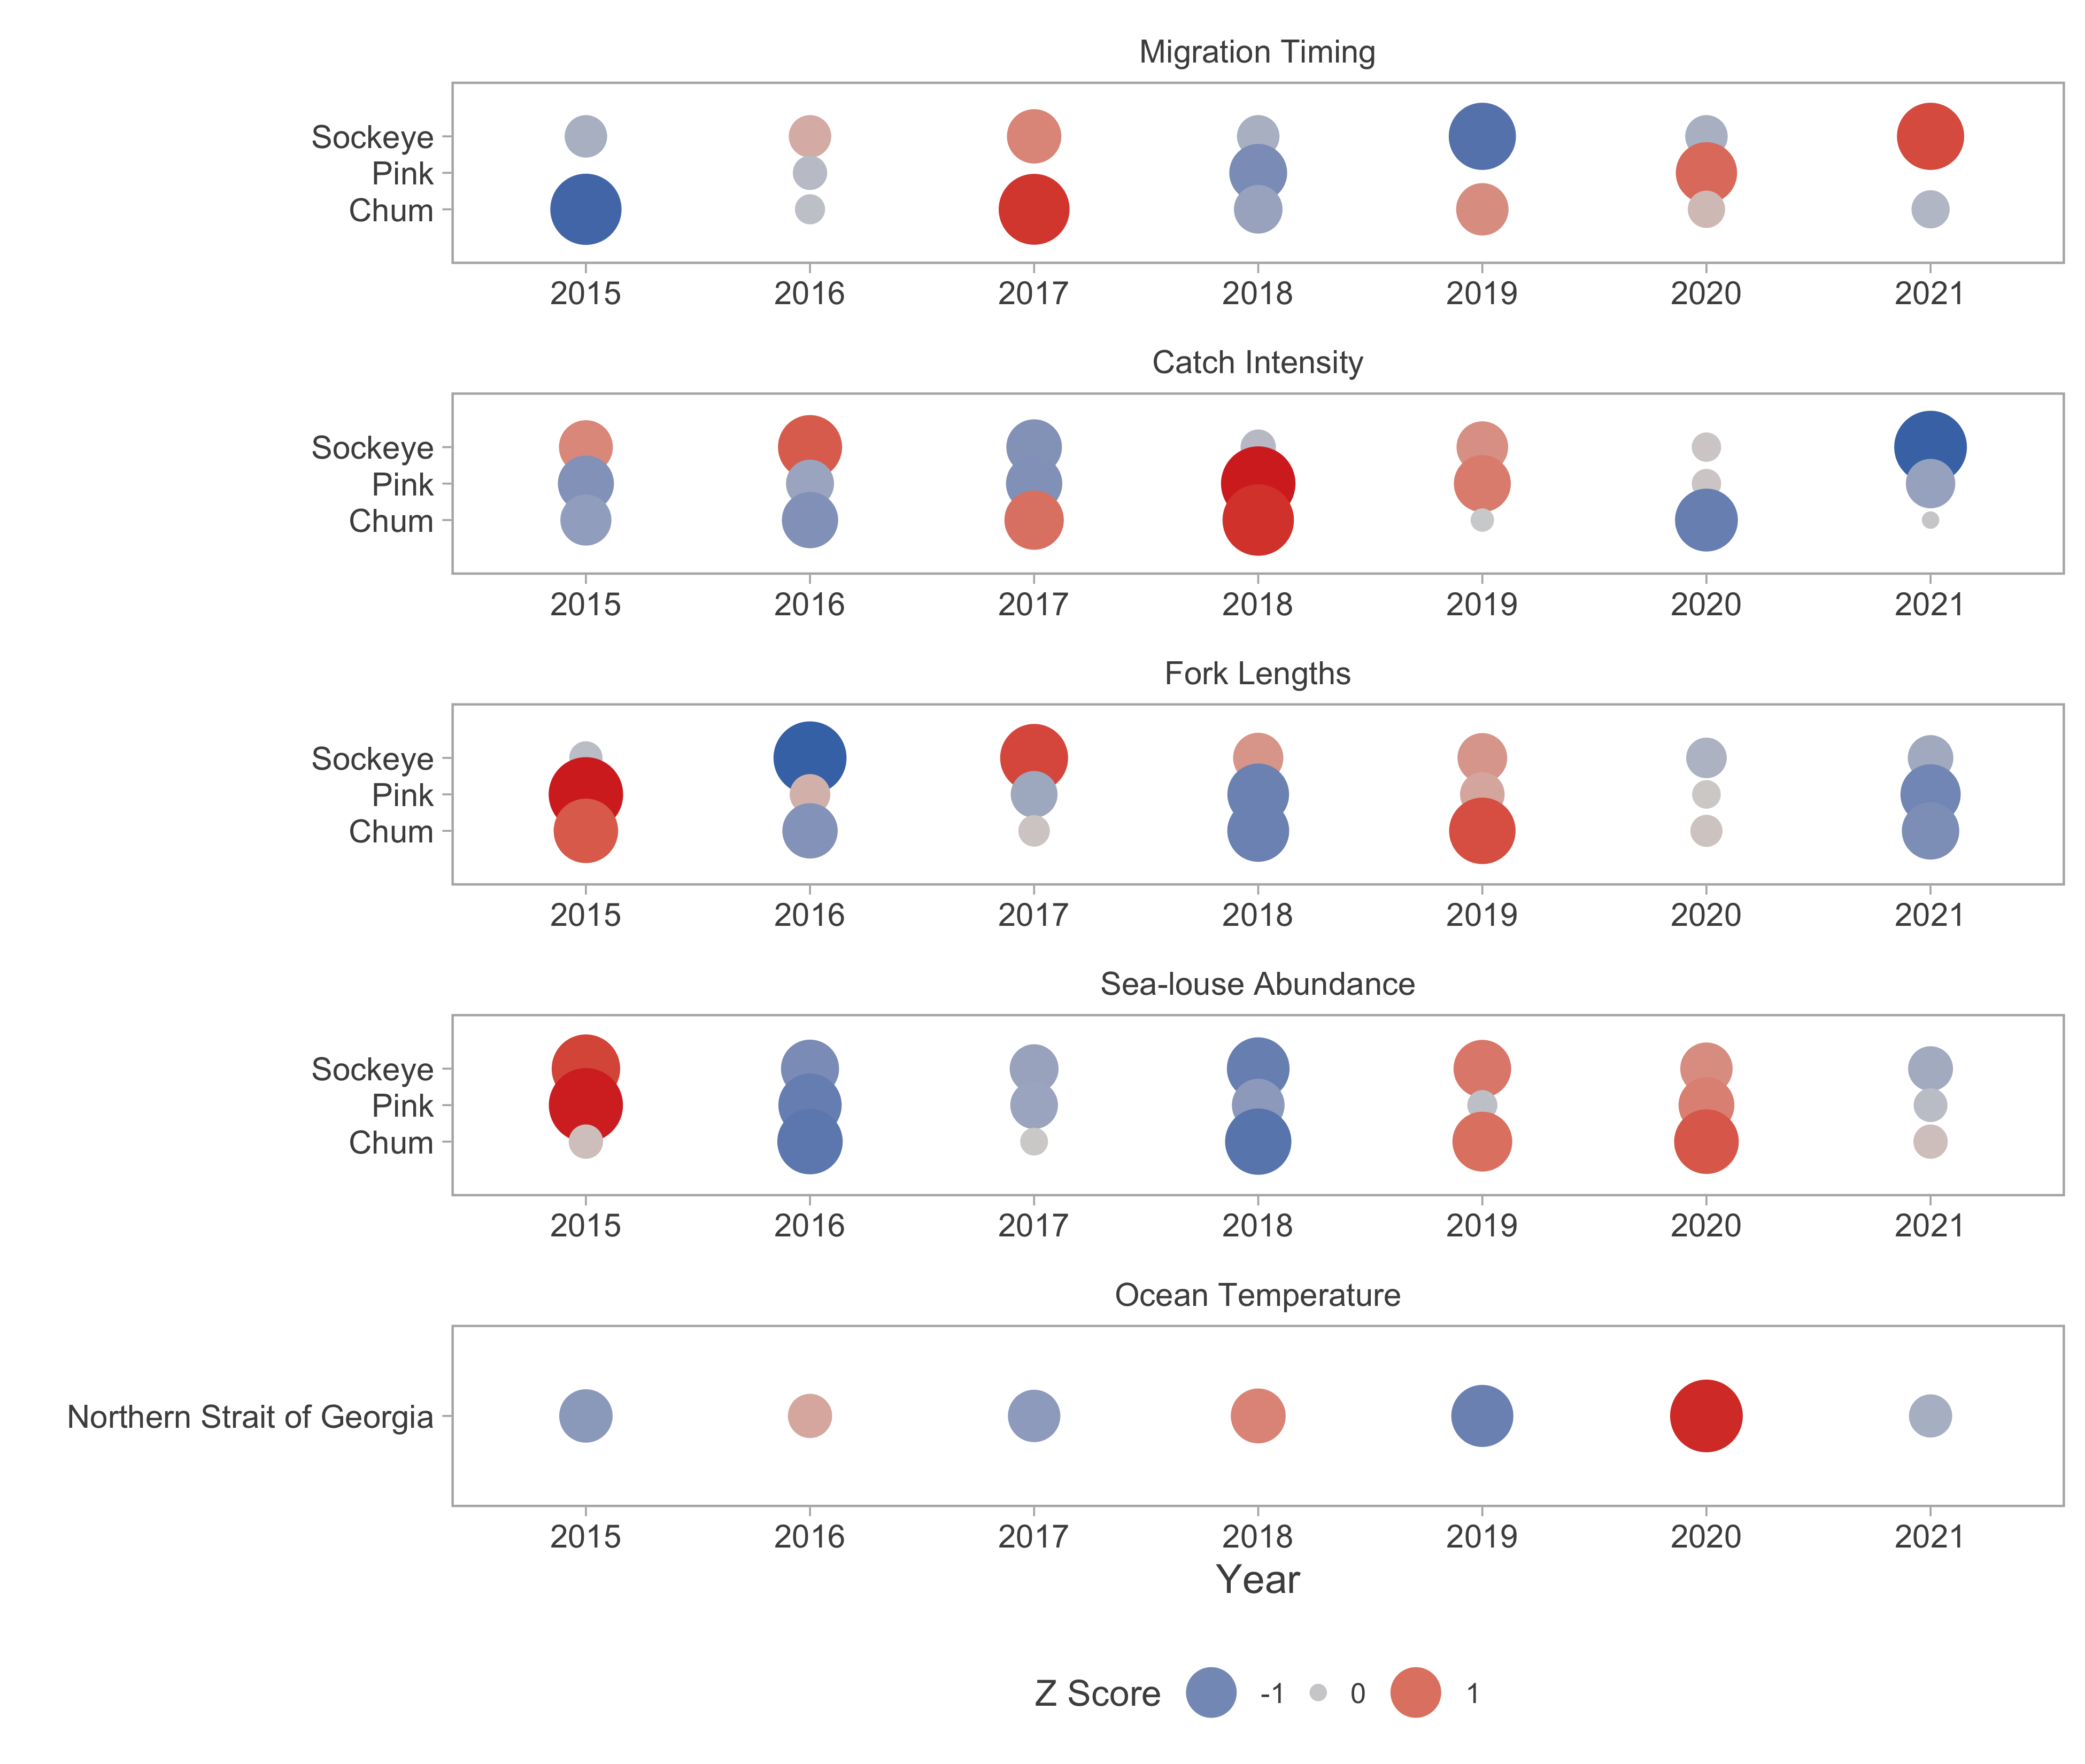 Migration Timing
Sockeye
Pink
Chum
2015 2016 2017 2018 2019 2020 2021
Catch Intensity
Sockeye
Pink
Chum
2015 2016 2017 2018 2019 2020 2021
Fork Lengths
Sockeye
Pink
Chum
2015 2016 2017 2018 2019 2020 2021
Sea-louse Abundance
Sockeye
Pink
Chum
2015 2016 2017 2018 2019 2020 2021
Ocean Temperature
Northern Strait of Georgia
2015 2016 2017 2018 2019 2020 2021
Year
Z Score -1 0 1